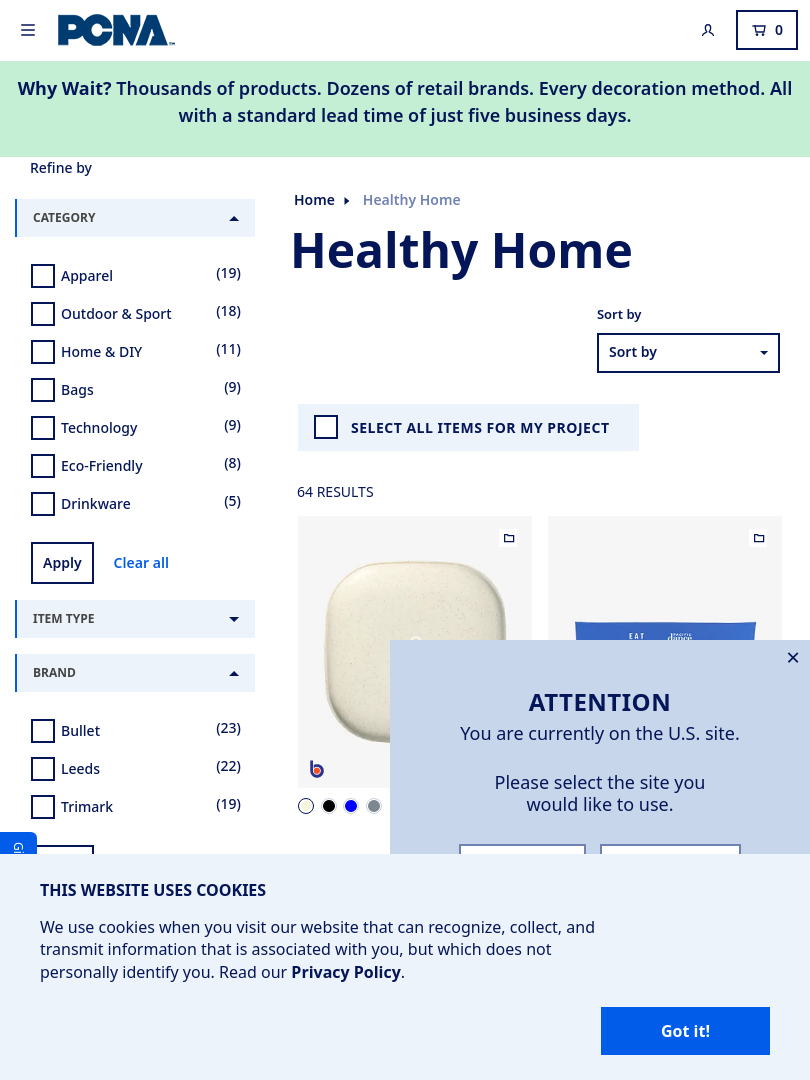 PCNA
0
Why Wait? Thousands of products. Dozens of retail brands. Every decoration method. All
with a standard lead time of just five business days.
Refine by
CATEGORY
Apparel (19)
Outdoor & Sport (18)
Home & DIY (11)
Bags (9)
Technology (9)
Eco-Friendly (8)
Drinkware (5)
Apply Clear all
ITEM TYPE
BRAND
Bullet (23)
Leeds (22)
Trimark (19)
Home Healthy Home
Healthy Home
Sort by
Sort by
SELECT ALL ITEMS FOR MY PROJECT
64 RESULTS
b
EAT
PACIFIC
dance
ATTENTION
You are currently on the U.S. site.
Please select the site you
would like to use.
THIS WEBSITE USES COOKIES
We use cookies when you visit our website that can recognize, collect, and
transmit information that is associated with you, but which does not
personally identify you. Read our Privacy Policy.
Got it!